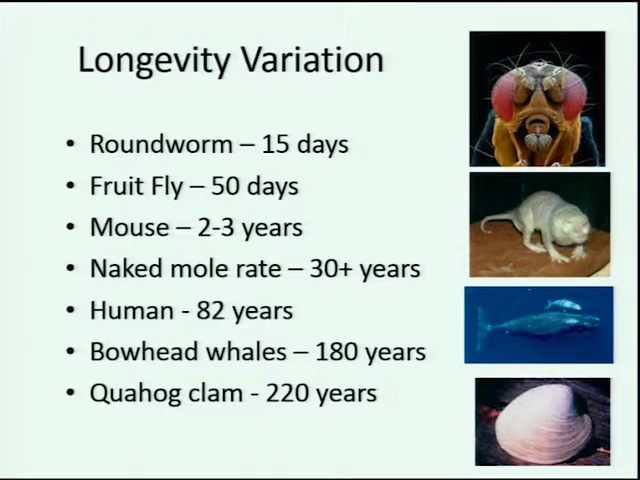 Longevity Variation
• Roundworm – 15 days
• Fruit Fly – 50 days
• Mouse – 2-3 years
• Naked mole rate – 30+ years
• Human - 82 years
• Bowhead whales – 180 years
• Quahog clam - 220 years